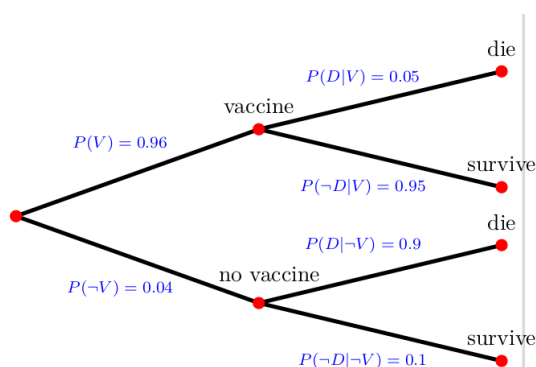 die
P(D|V) = 0.05
vaccine
P(V) = 0.96
survive
P(¬D|V) = 0.95
die
P(D|¬V) = 0.9
no vaccine
P(¬V) = 0.04
survive
P(¬D|¬V) = 0.1